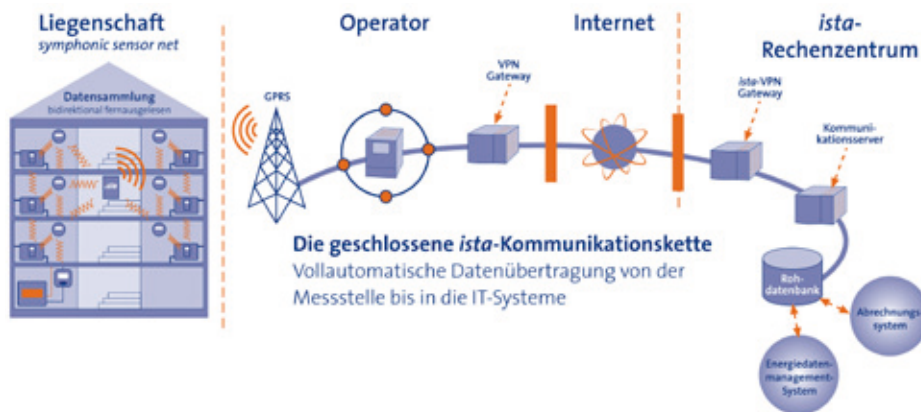 Liegenschaft
symphonic sensor net
Datensammlung
bidirektional fernausgelesen
Operator
GPRS
VPN
Gateway
Internet
ista-
Rechenzentrum
ista-VPN
Gateway
Kommuni-
kationsserver
Die geschlossene ista-Kommunikationskette
Vollautomatische Datenübertragung von der
Messstelle bis in die IT-Systeme
Roh-
datenbank
Abrechnungs
system
Energiedaten-
management-
System